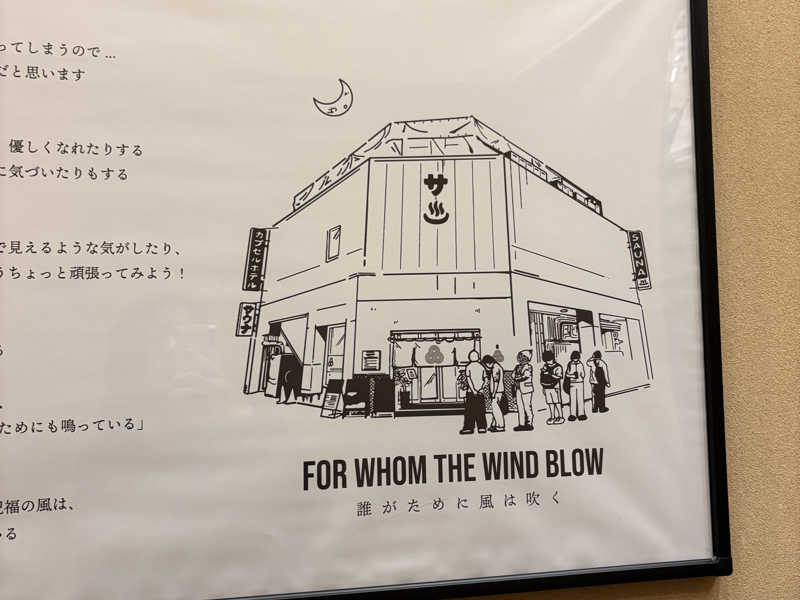 ってしまうので…
だと思います
優しくなれたりする
に気づいたりもする
で見えるような気がしたり、
うちょっと頑張ってみよう！
ためにも鳴っている」
祝福の風は、
いる
サ
カプセルホテル
サウナ
SAUNA
FOR WHOM THE WIND BLOW
誰がために風は吹く